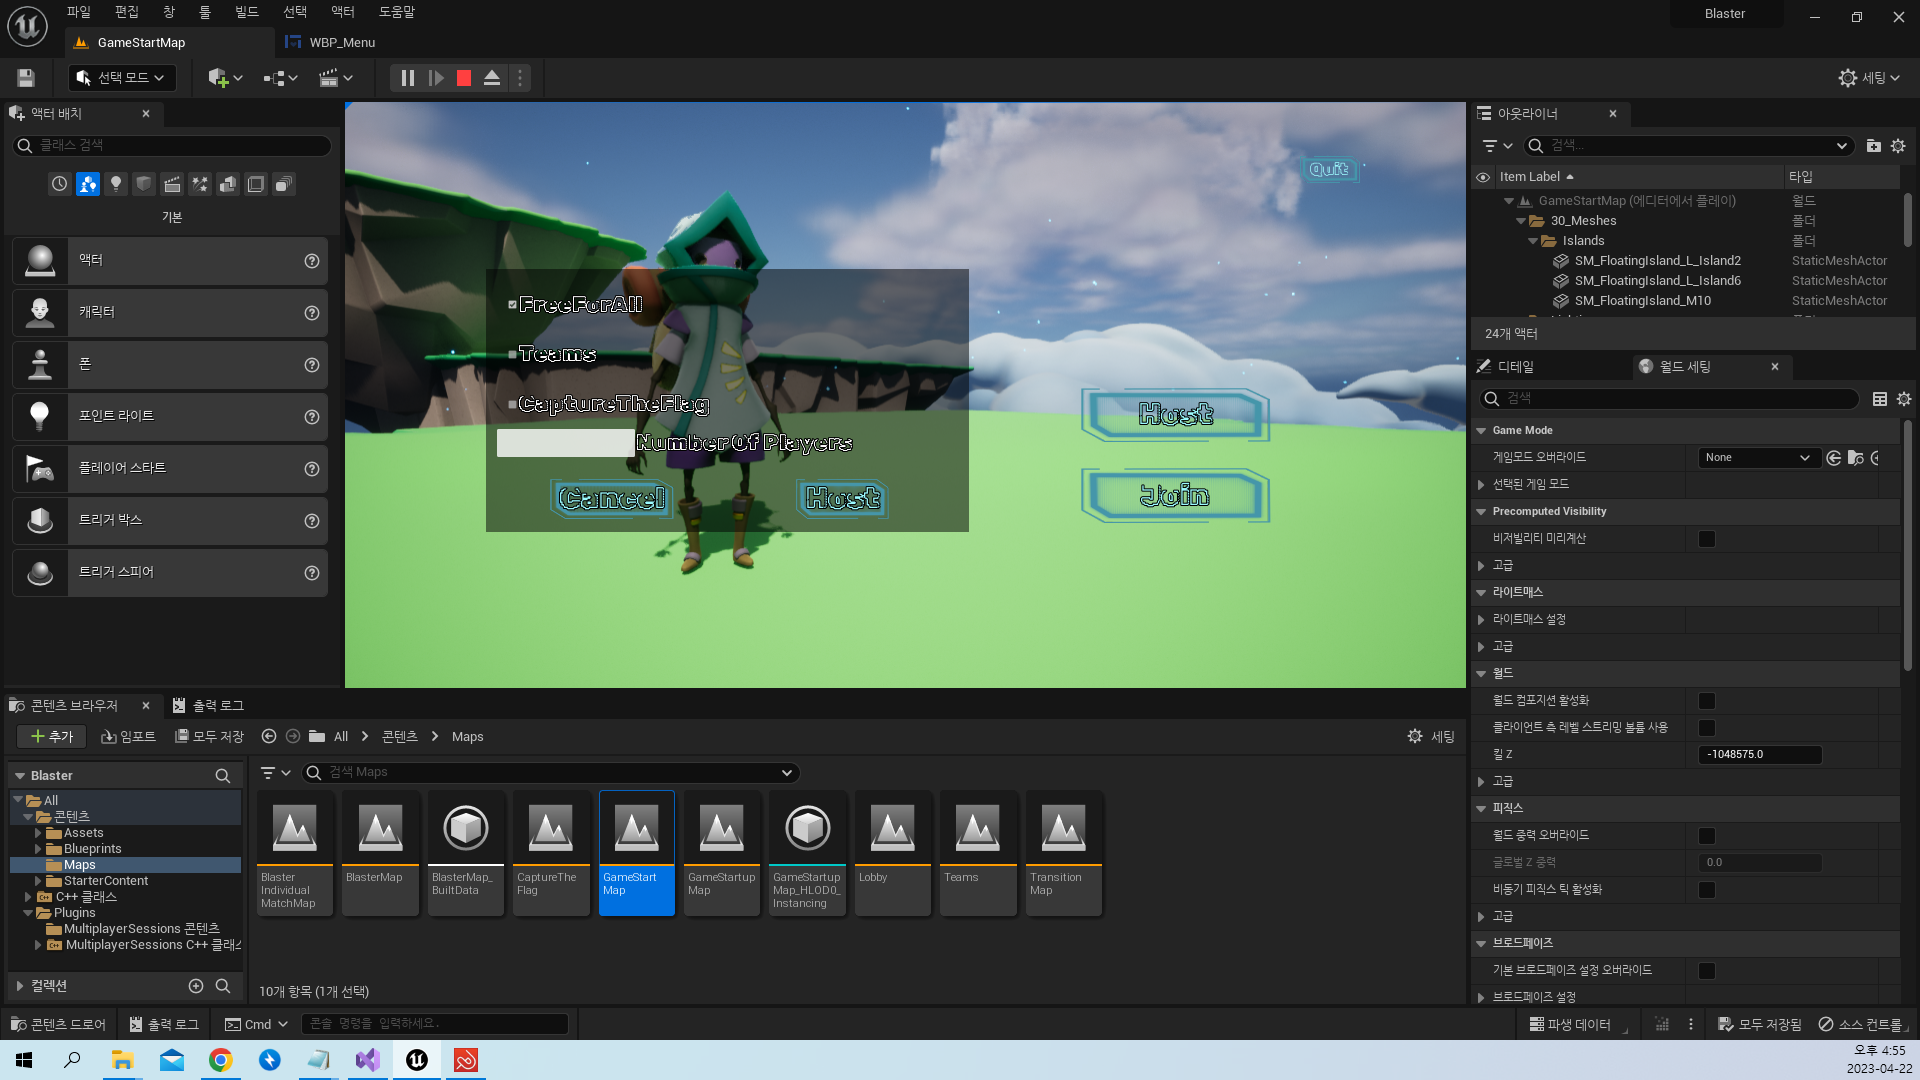 파일 편집 창 툴 빌드 선택 액터 도움말
Blaster
GameStartMap
WBP_Menu
선택 모드
세팅
액터 배치
클래스 검색
기본
액터
캐릭터
폰
포인트 라이트
플레이어 스타트
트리거 박스
트리거 스피어
Quit
FreeForAll
Teams
CaptureTheFlag
Number Of Players
Cancel
Host
Host
Join
아웃라이너
검색...
Item Label
타입
GameStartMap (에디터에서 플레이)
월드
30_Meshes
폴더
Islands
폴더
SM_FloatingIsland_L_Island2
StaticMeshActor
SM_FloatingIsland_L_Island6
StaticMeshActor
SM_FloatingIsland_M10
StaticMeshActor
24개 액터
디테일
월드 세팅
검색
Game Mode
게임모드 오버라이드
None
선택된 게임 모드
Precomputed Visibility
비저빌리티 미리계산
고급
라이트매스
라이트매스 설정
고급
월드
월드 컴포지션 활성화
클라이언트 측 레벨 스트리밍 볼륨 사용
킬 Z
-1048575.0
고급
피직스
월드 중력 오버라이드
글로벌 Z 중력
0.0
비동기 피직스 틱 활성화
고급
브로드페이즈
기본 브로드페이즈 설정 오버라이드
브로드페이즈 설정
콘텐츠 브라우저
출력 로그
추가
임포트
모두 저장
All
콘텐츠
Maps
세팅
Blaster
검색 Maps
All
콘텐츠
Assets
Blueprints
Maps
StarterContent
C++ 클래스
Plugins
MultiplayerSessions 콘텐츠
MultiplayerSessions C++ 클래스
컬렉션
Blaster
Individual
MatchMap
BlasterMap
BlasterMap_
BuiltData
CaptureThe
Flag
GameStart
Map
GameStartup
Map
GameStartup
Map_HLOD0_
Instancing
Lobby
Teams
Transition
Map
10개 항목 (1개 선택)
콘텐츠 드로어
출력 로그
Cmd
콘솔 명령을 입력하세요.
파생 데이터
모두 저장됨
소스 컨트롤
오후 4:55
2023-04-22